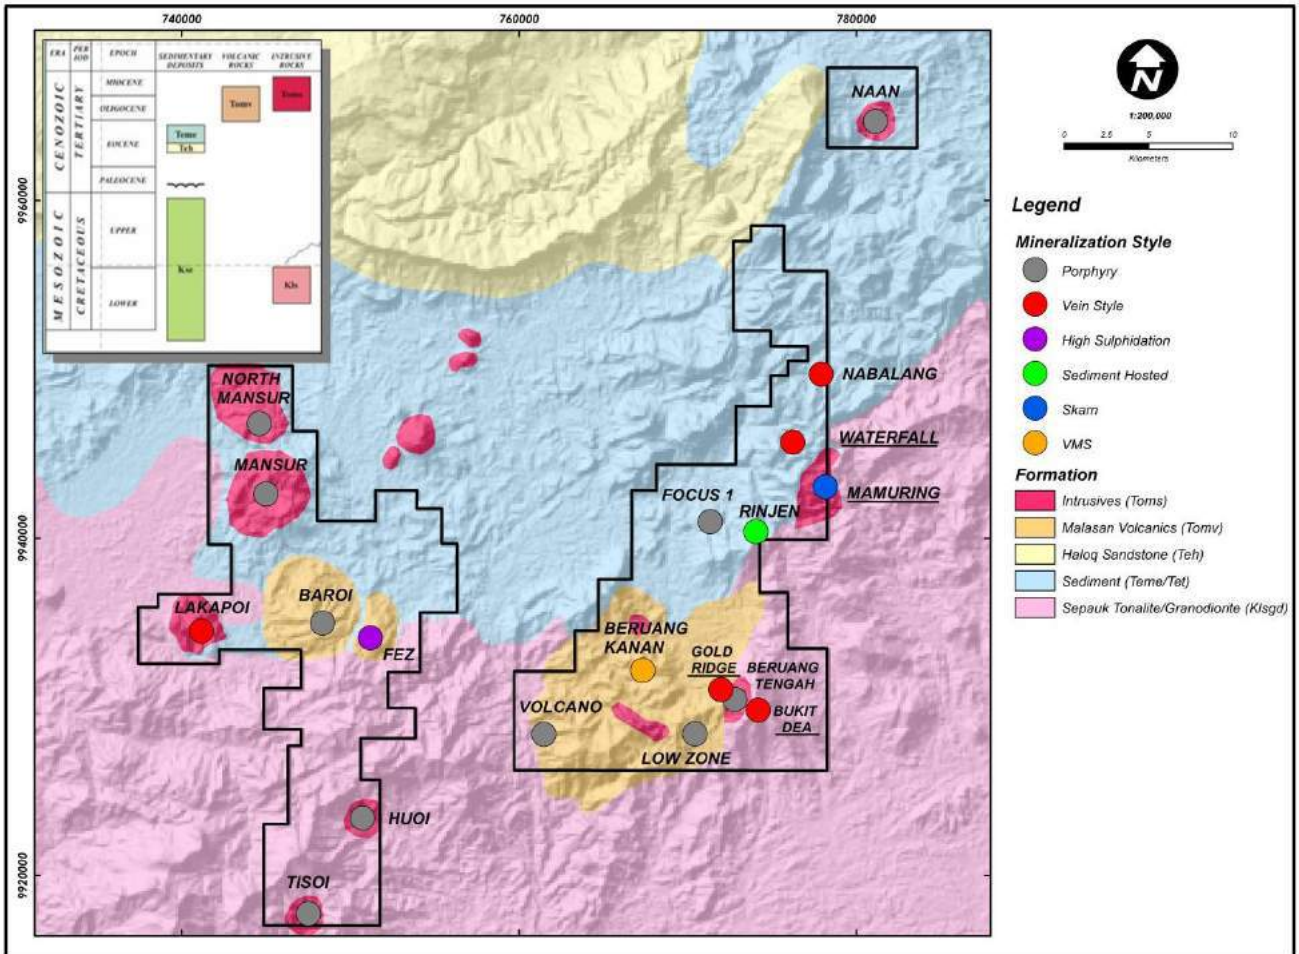 740000
760000
780000
9960000
9940000
9920000
ERA
PER
IOD
EPOCH
SEDIMENTARY
DEPOSITS
VOLCANIC
ROCKS
INTRUSIVE
ROCKS
CENOZOIC
TERTIARY
MIOCENE
OLIGOCENE
EOCENE
PALEOCENE
MESOZOIC
CRETACEOUS
UPPER
LOWER
Teme
Teh
Kse
Toms
Toms
Kls
NAAN
NORTH
MANSUR
MANSUR
LAKAPOI
BAROI
FEZ
HUOI
TISOI
NABALANG
WATERFALL
MAMURING
FOCUS 1
RINJEN
BERUANG
KANAN
GOLD
RIDGE
BERUANG
TENGAH
BUKIT
DEA
VOLCANO
LOW ZONE
N
1:200,000
0 2.5 5 10
Kilometers
Legend
Mineralization Style
Porphyry
Vein Style
High Sulphidation
Sediment Hosted
Skarn
VMS
Formation
Intrusives (Toms)
Malasan Volcanics (Tomv)
Haloq Sandstone (Teh)
Sediment (Teme/Tet)
Sepauk Tonalite/Granodiorite (Klsgd)